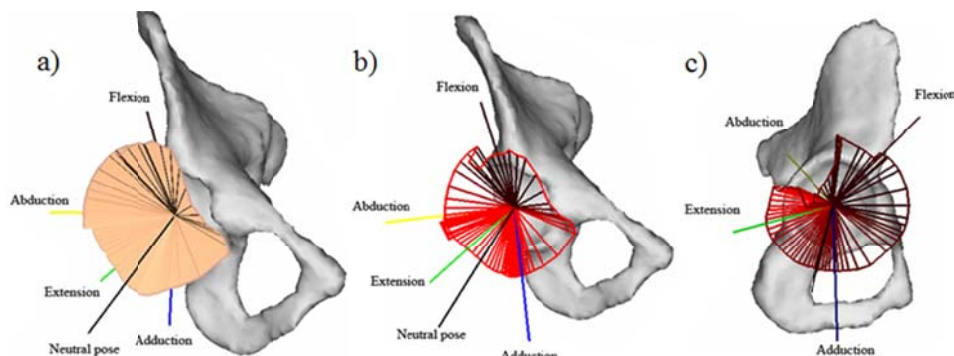 a)
Flexion
Abduction
Extension
Neutral pose
Adduction
b)
Flexion
Abduction
Extension
Neutral pose
Adduction
c)
Flexion
Abduction
Extension
Adduction